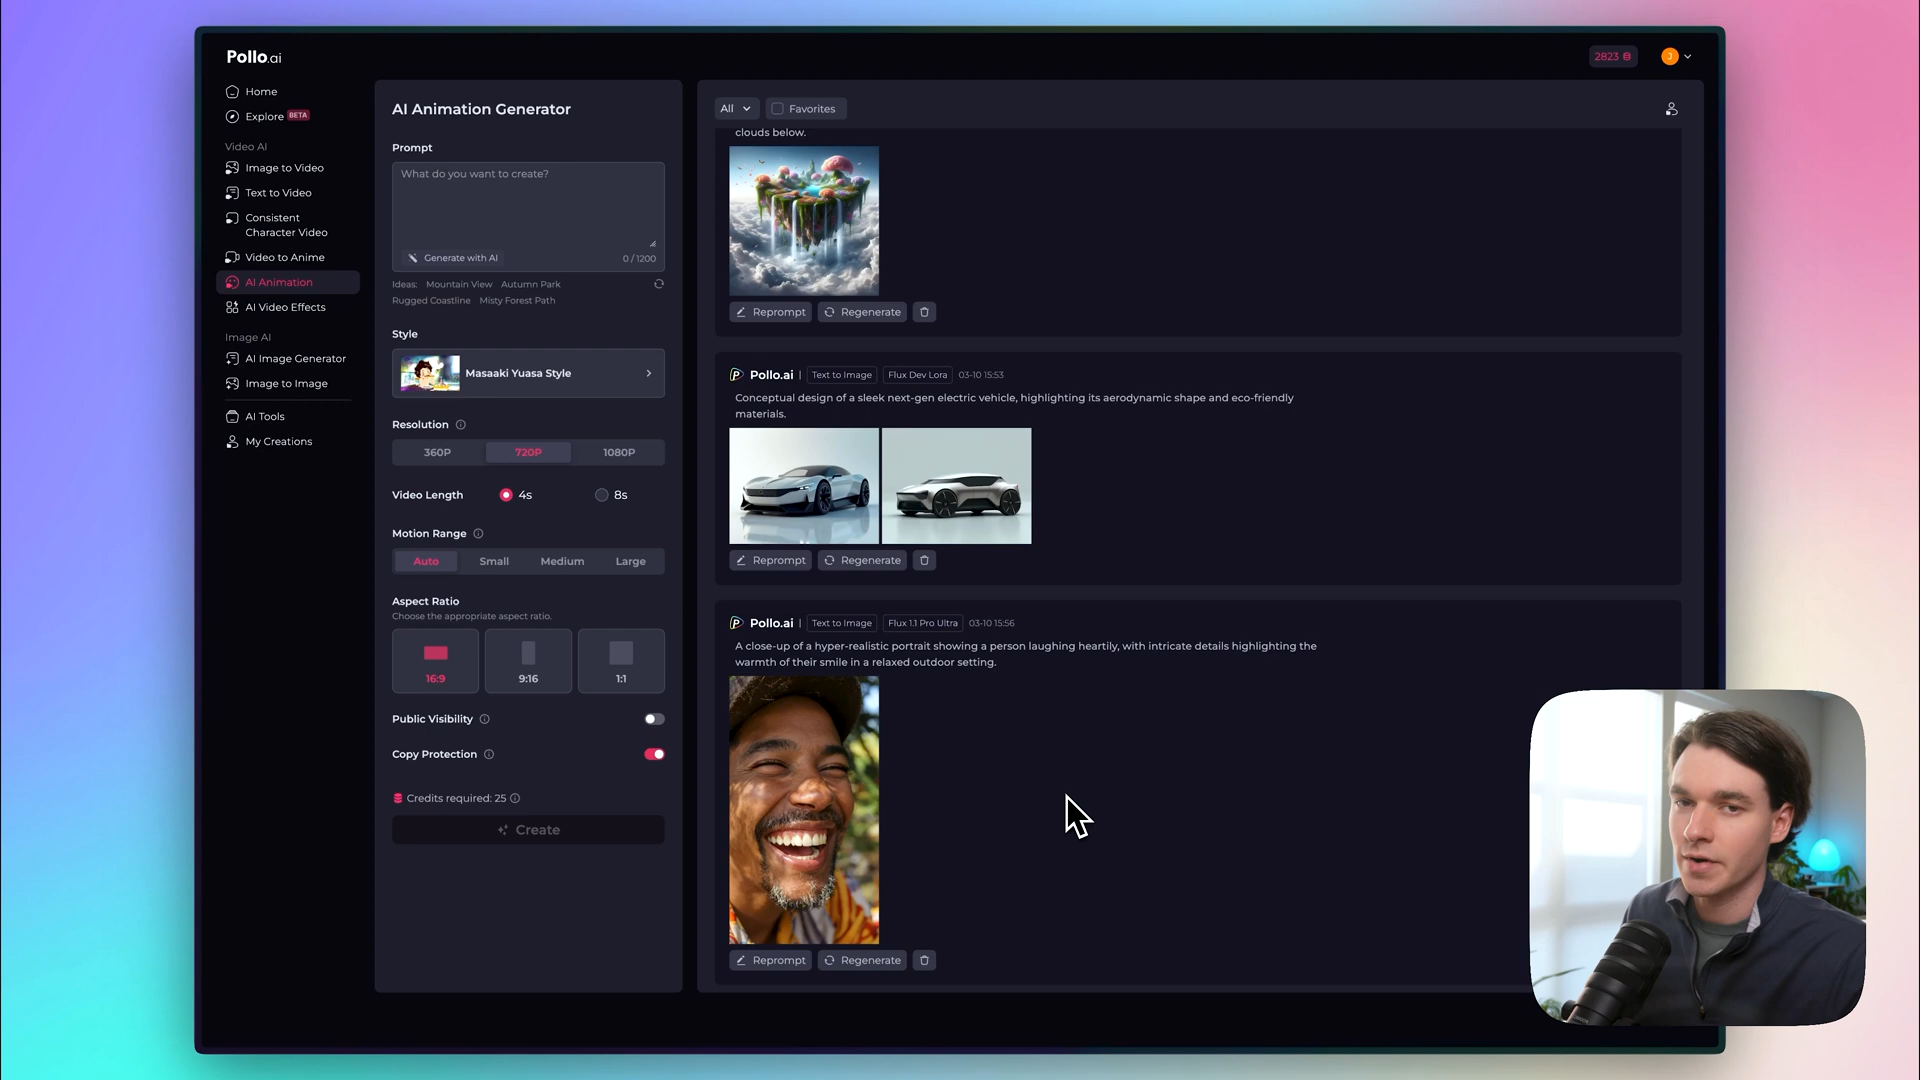 Pollo.ai
2823
J
Home
Explore BETA
Video AI
Image to Video
Text to Video
Consistent
Character Video
Video to Anime
AI Animation
AI Video Effects
Image AI
AI Image Generator
Image to Image
AI Tools
My Creations
AI Animation Generator
Prompt
What do you want to create?
Generate with AI
0 / 1200
Ideas: Mountain View Autumn Park
Rugged Coastline Misty Forest Path
Style
Masaaki Yuasa Style
Resolution
360P 720P 1080P
Video Length 4s 8s
Motion Range
Auto Small Medium Large
Aspect Ratio
Choose the appropriate aspect ratio.
16:9 9:16 1:1
Public Visibility
Copy Protection
Credits required: 25
Create
All Favorites
clouds below.
Reprompt Regenerate
Pollo.ai | Text to Image Flux Dev Lora 03-10 15:53
Conceptual design of a sleek next-gen electric vehicle, highlighting its aerodynamic shape and eco-friendly
materials.
Reprompt Regenerate
Pollo.ai | Text to Image Flux 1.1 Pro Ultra 03-10 15:56
A close-up of a hyper-realistic portrait showing a person laughing heartily, with intricate details highlighting the
warmth of their smile in a relaxed outdoor setting.
Reprompt Regenerate